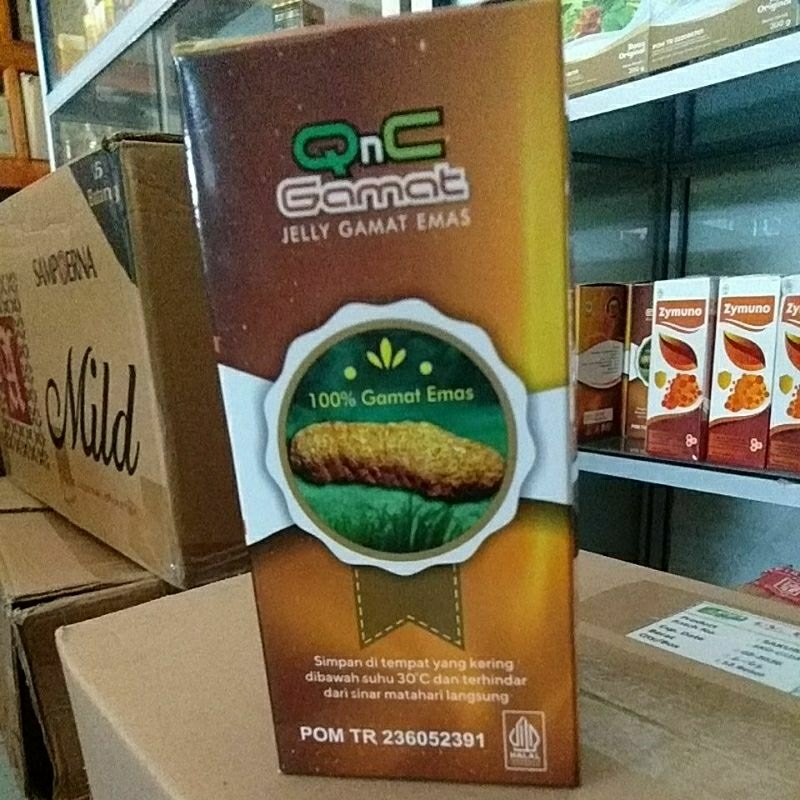 QnC
Gamat
JELLY GAMAT EMAS
100% Gamat Emas
Simpan di tempat yang kering
dibawah suhu 30°C dan terhindar
dari sinar matahari langsung
POM TR 236052391
HALAL
SAMPOERNA
Mild
Zymuno
Zymuno
Original